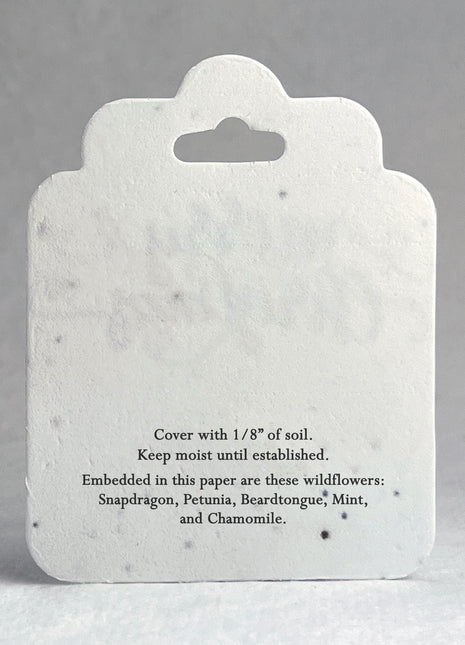 Cover with 1/8” of soil.
Keep moist until established.
Embedded in this paper are these wildflowers:
Snapdragon, Petunia, Beardtongue, Mint,
and Chamomile.